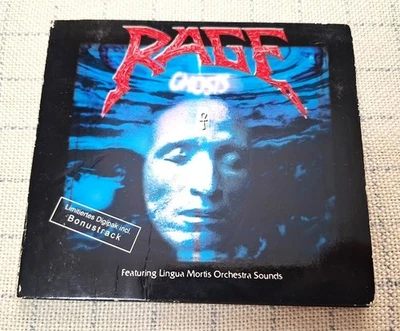 RAGE
GHOSTS
Limitiertes Digipak incl.
Bonustrack
Featuring Lingua Mortis Orchestra Sounds